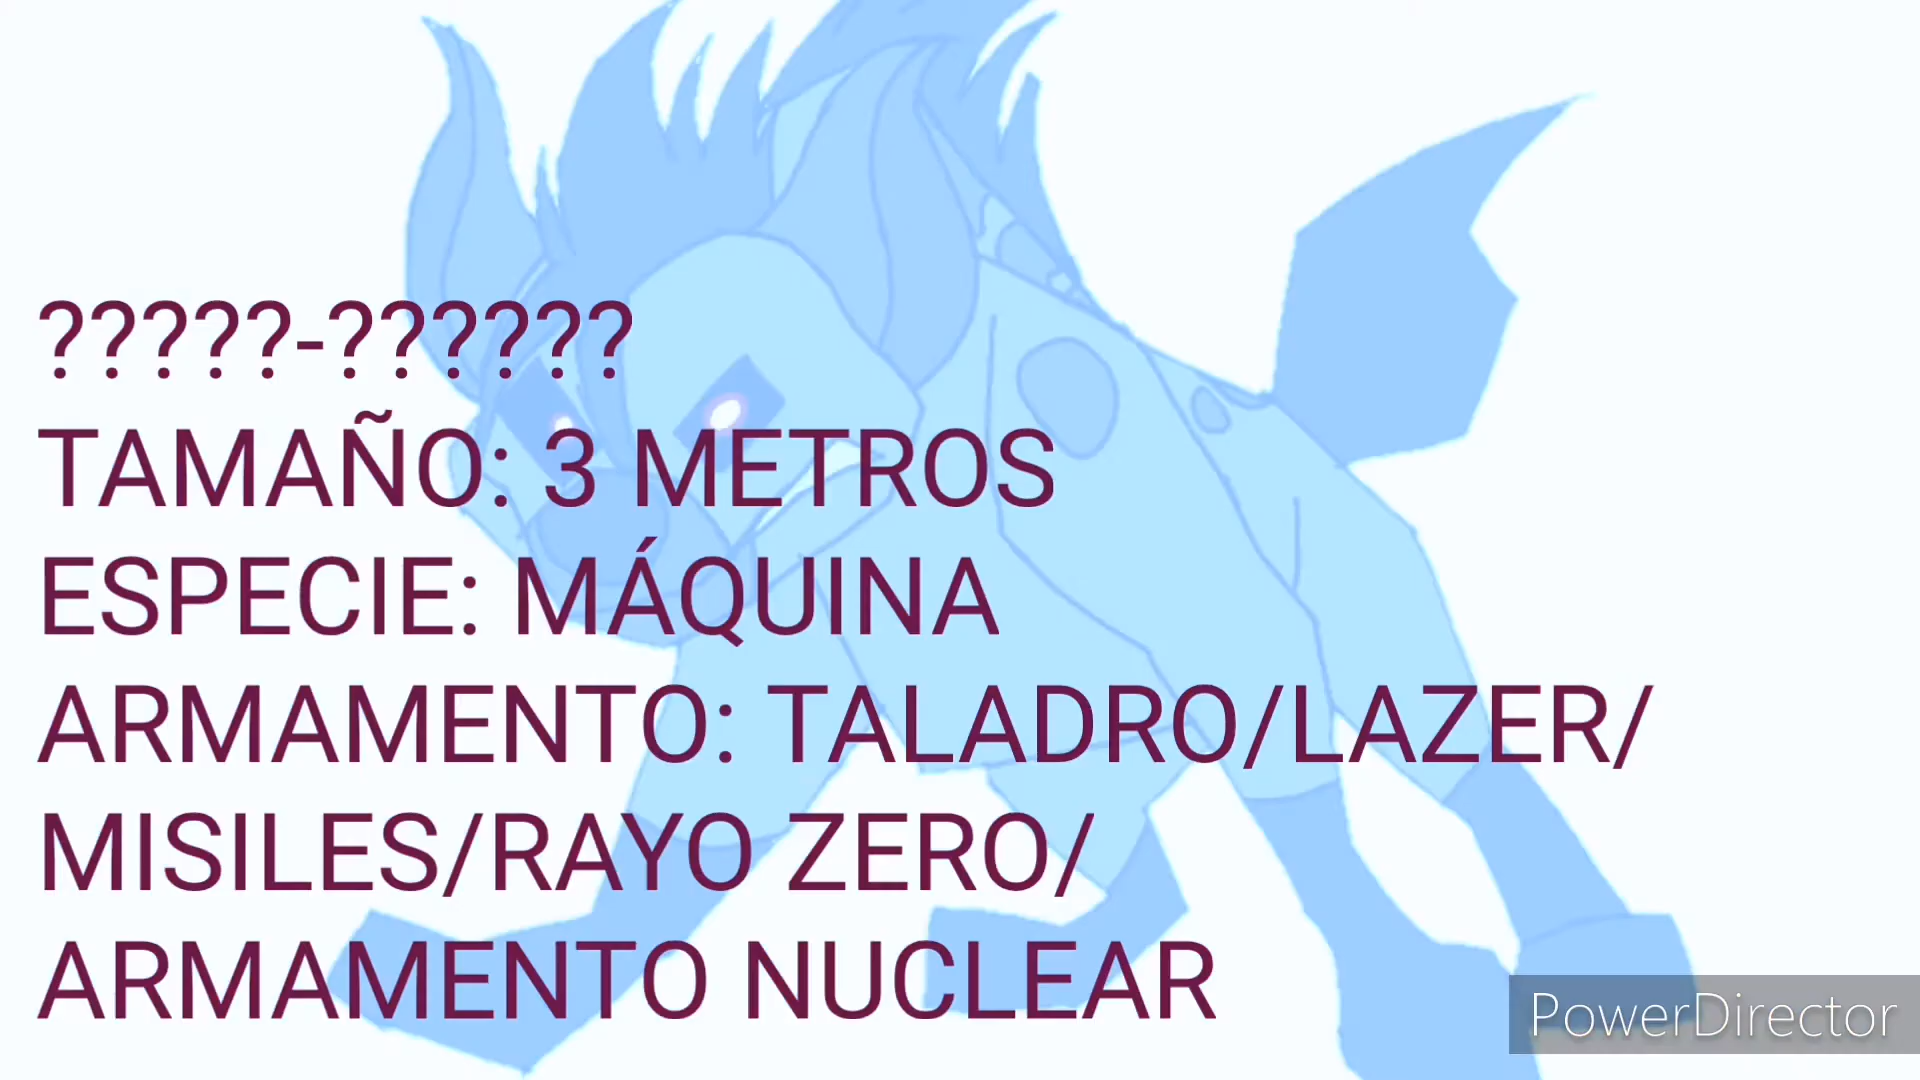 ?????-??????
TAMAÑO: 3 METROS
ESPECIE: MÁQUINA
ARMAMENTO: TALADRO/LAZER/
MISILES/RAYO ZERO/
ARMAMENTO NUCLEAR
PowerDirector